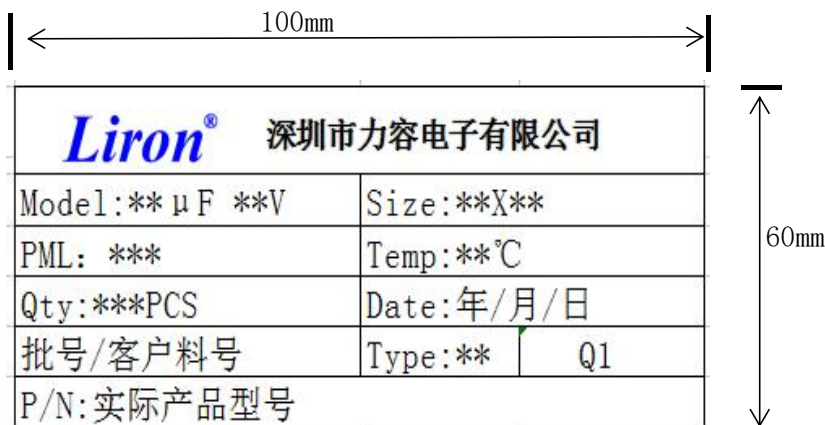 100mm
Liron® 深圳市力容电子有限公司
Model:**μF **V Size:**X**
PML: *** Temp:**℃
60mm
Qty:***PCS Date:年/月/日
批号/客户料号 Type:** Q1
P/N:实际产品型号